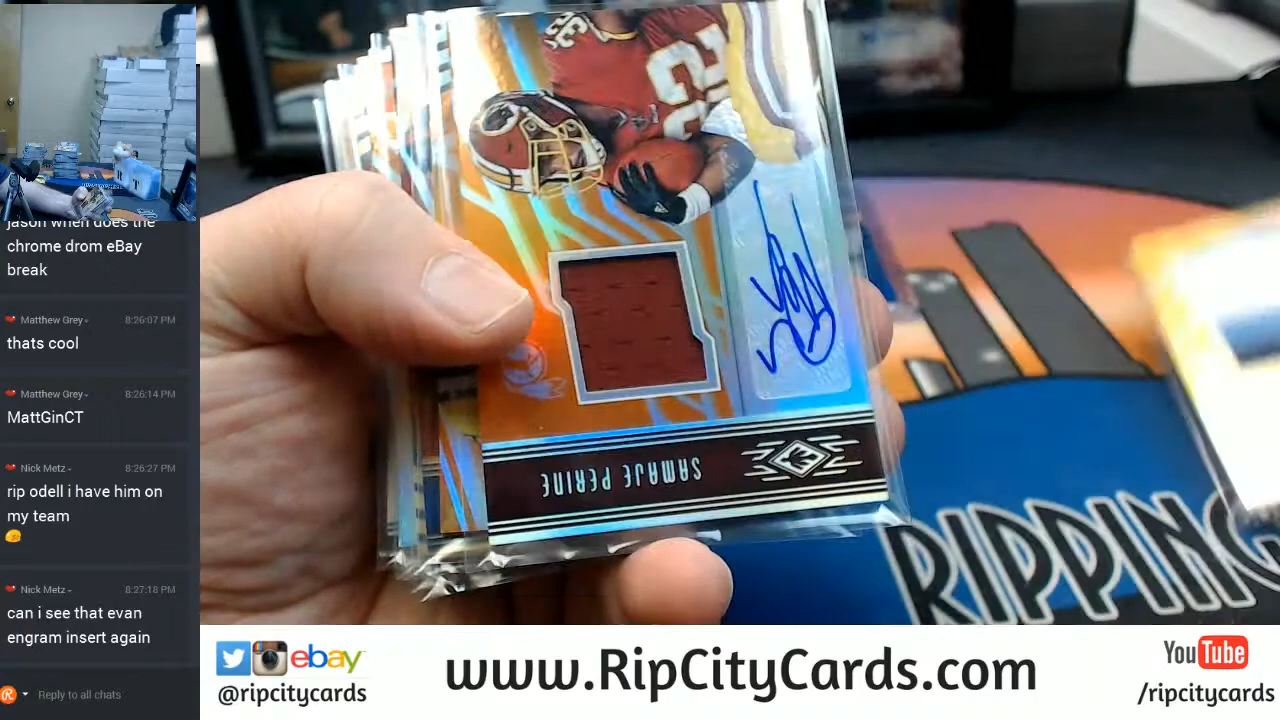 jason when does the
chrome drom eBay
break
Matthew Grey
8:26:07 PM
thats cool
Matthew Grey
8:26:14 PM
MattGinCT
Nick Metz
8:26:27 PM
rip odell i have him on
my team
Nick Metz
8:27:18 PM
can i see that evan
engram insert again
Reply to all chats
32
32
SAMAJE PERINE
RIPPING
ebay
@ripcitycards
www.RipCityCards.com
YouTube
/ripcitycards